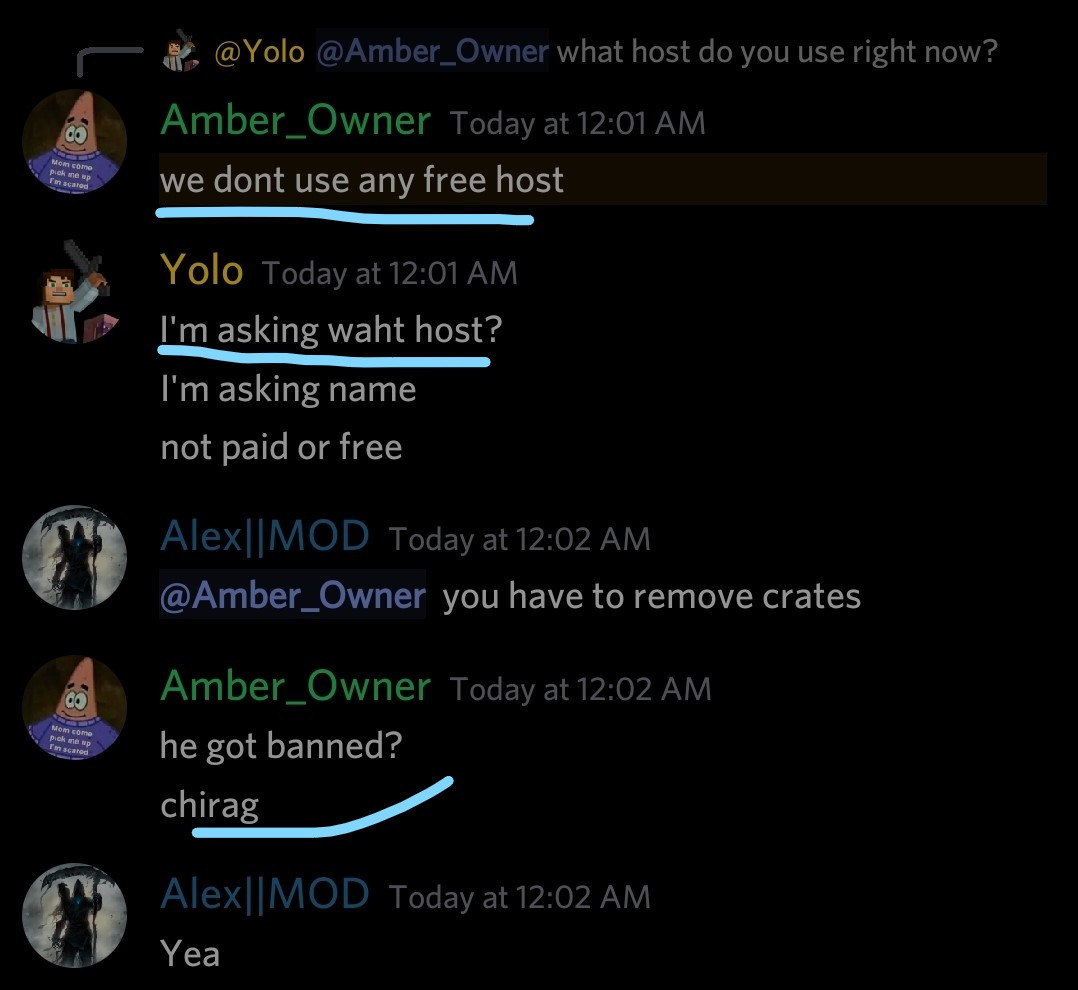 @Yolo @Amber_Owner what host do you use right now?
Amber_Owner Today at 12:01 AM
Mom come
pick me up
I'm scared
we dont use any free host
Yolo Today at 12:01 AM
I'm asking waht host?
I'm asking name
not paid or free
Alex||MOD Today at 12:02 AM
@Amber_Owner you have to remove crates
Amber_Owner Today at 12:02 AM
Mom come
pick me up
I'm scared
he got banned?
chirag
Alex||MOD Today at 12:02 AM
Yea